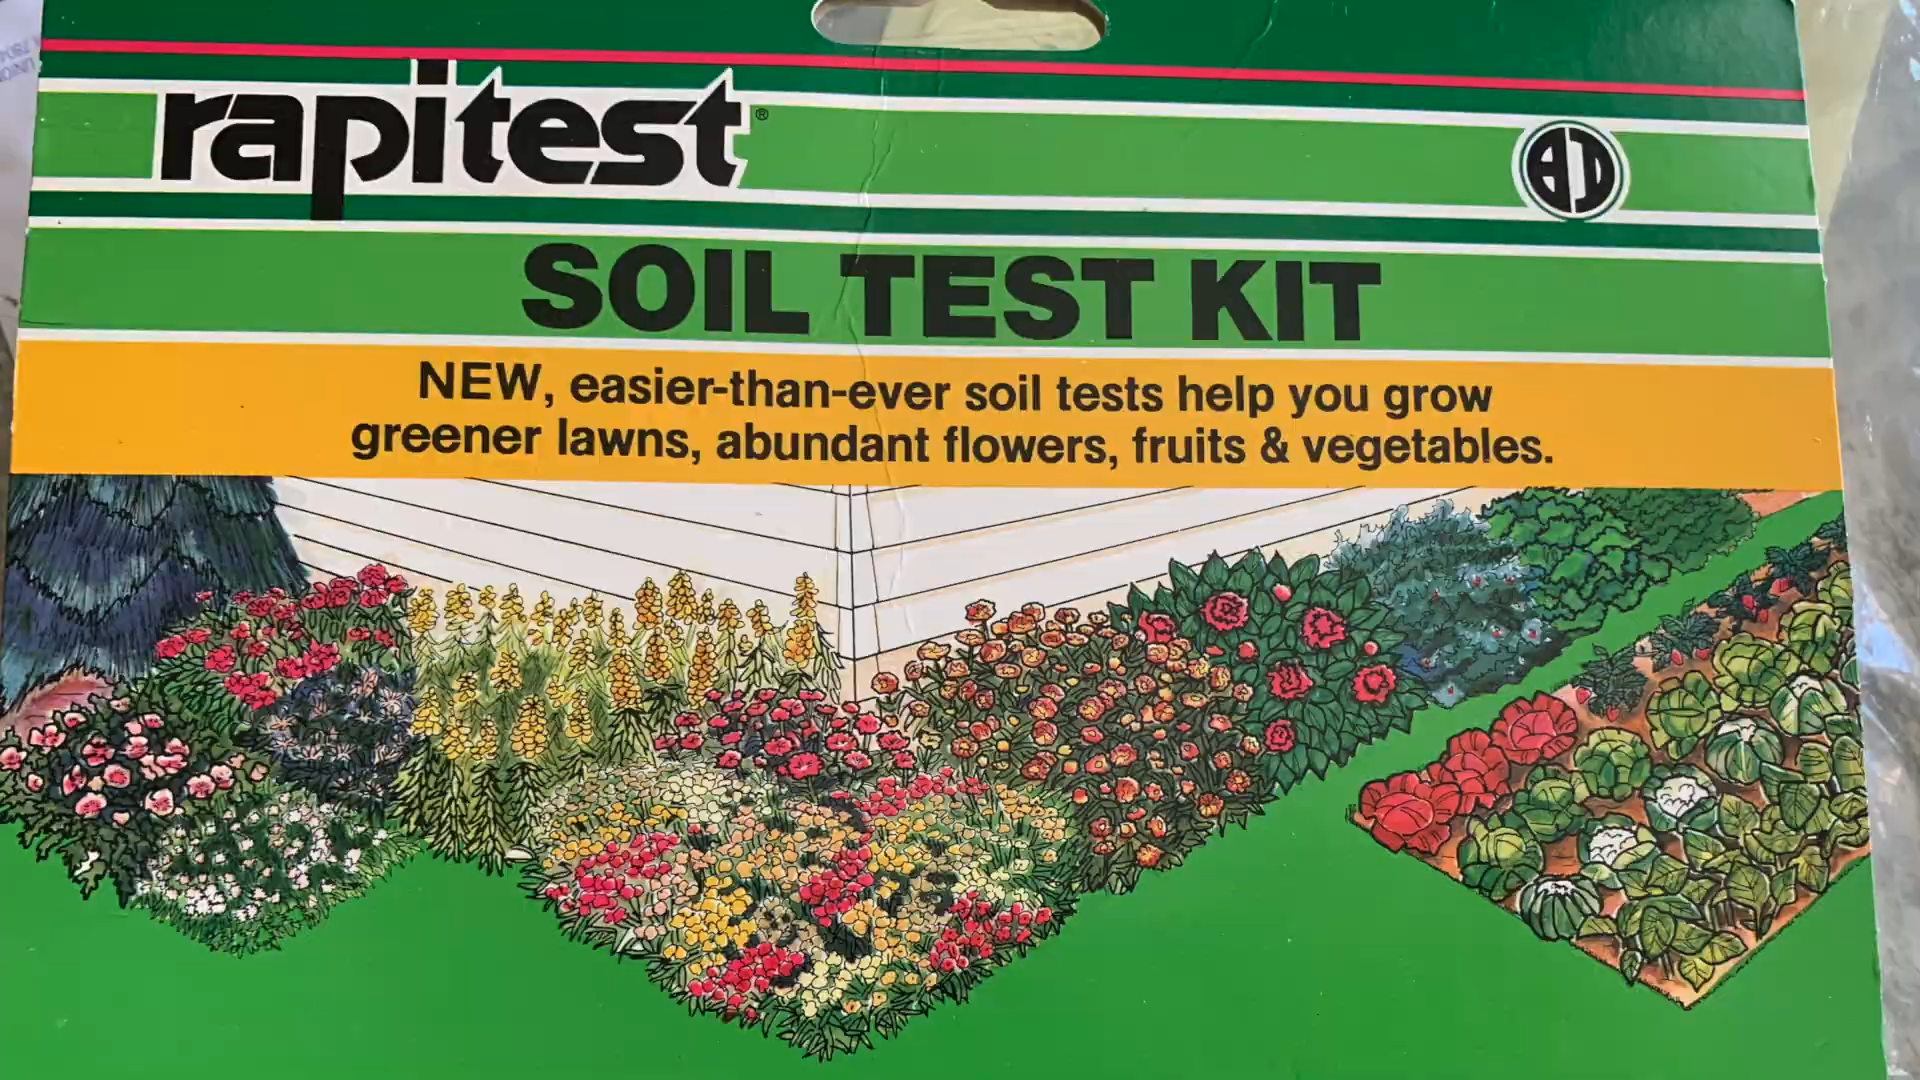 rapitest®
SOIL TEST KIT
NEW, easier-than-ever soil tests help you grow
greener lawns, abundant flowers, fruits & vegetables.